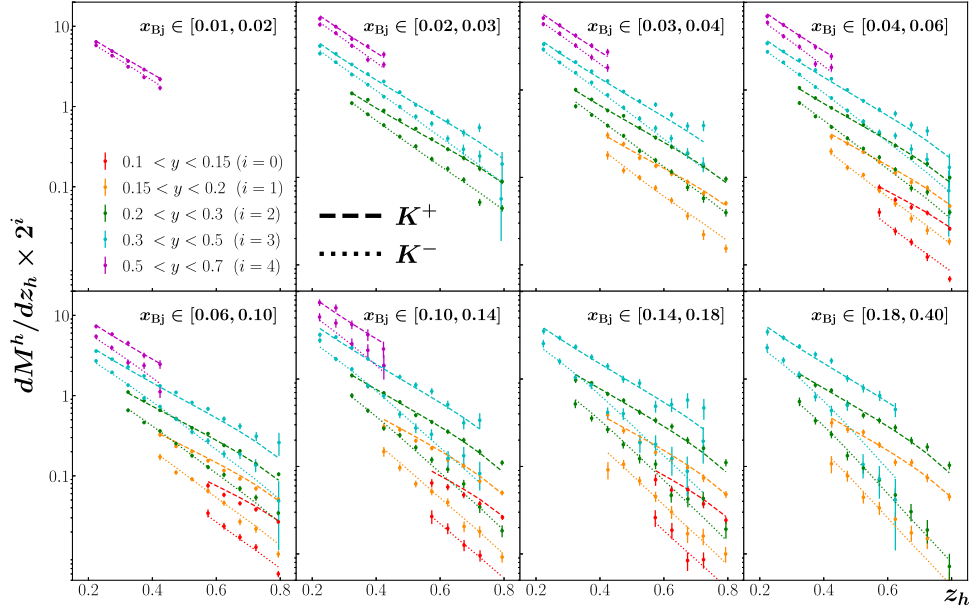 x_Bj ∈ [0.01, 0.02]
x_Bj ∈ [0.02, 0.03]
x_Bj ∈ [0.03, 0.04]
x_Bj ∈ [0.04, 0.06]
10
1
0.1
0.1 < y < 0.15 (i = 0)
0.15 < y < 0.2 (i = 1)
0.2 < y < 0.3 (i = 2)
0.3 < y < 0.5 (i = 3)
0.5 < y < 0.7 (i = 4)
K⁺
K⁻
dM^h/dz_h × 2^i
x_Bj ∈ [0.06, 0.10]
x_Bj ∈ [0.10, 0.14]
x_Bj ∈ [0.14, 0.18]
x_Bj ∈ [0.18, 0.40]
10
1
0.1
0.2 0.4 0.6 0.8 0.2 0.4 0.6 0.8 0.2 0.4 0.6 0.8 0.2 0.4 0.6 0.8 z_h